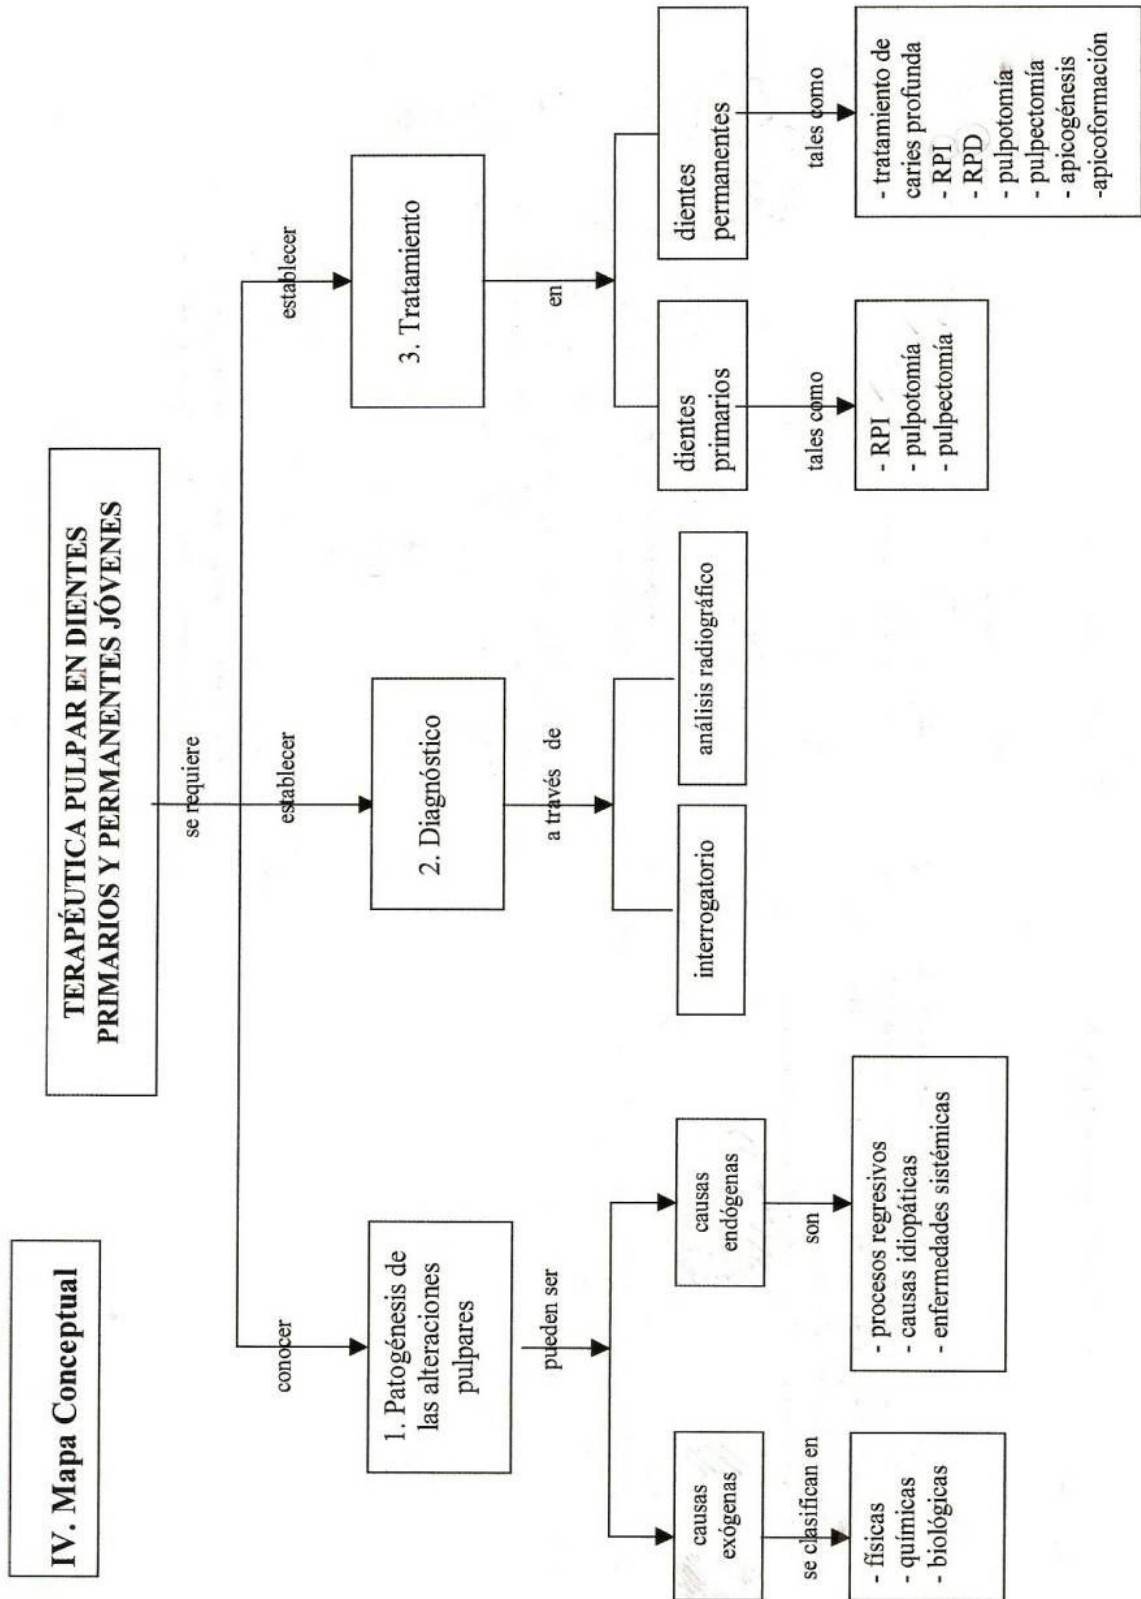 IV. Mapa Conceptual
TERAPÉUTICA PULPAR EN DIENTES
PRIMARIOS Y PERMANENTES JÓVENES
se requiere
conocer
establecer
establecer
1. Patogénesis de
las alteraciones
pulpares
2. Diagnóstico
3. Tratamiento
pueden ser
a través de
en
causas
exógenas
causas
endógenas
interrogatorio
análisis radiográfico
dientes
primarios
dientes
permanentes
se clasifican en
son
tales como
tales como
- físicas
- químicas
- biológicas
- procesos regresivos
- causas idiopáticas
- enfermedades sistémicas
- RPI
- pulpotomía
- pulpectomía
- tratamiento de
caries profunda
- RPI
- RPD
- pulpotomía
- pulpectomía
- apicogénesis
-apicoformación